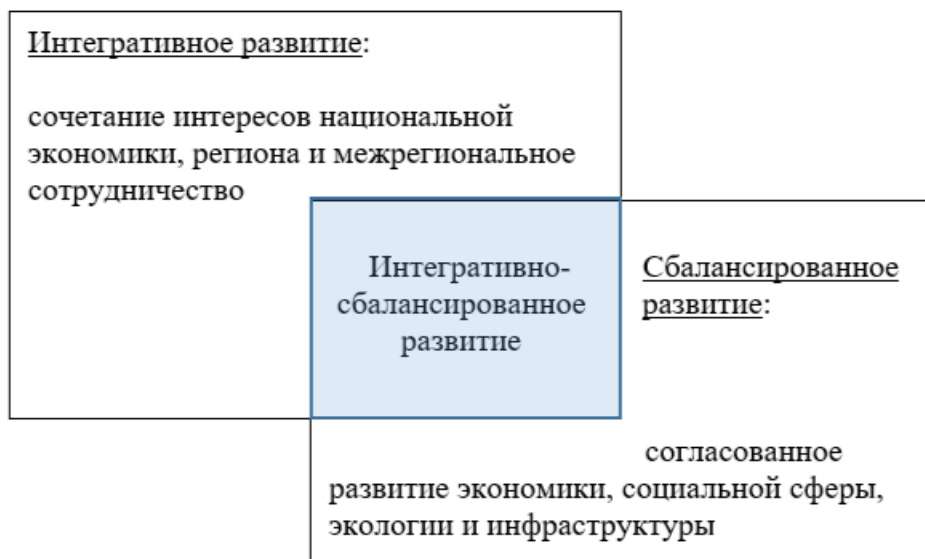 Интегративное развитие:
сочетание интересов национальной
экономики, региона и межрегиональное
сотрудничество
Интегративно-
сбалансированное
развитие
Сбалансированное
развитие:
согласованное
развитие экономики, социальной сферы,
экологии и инфраструктуры